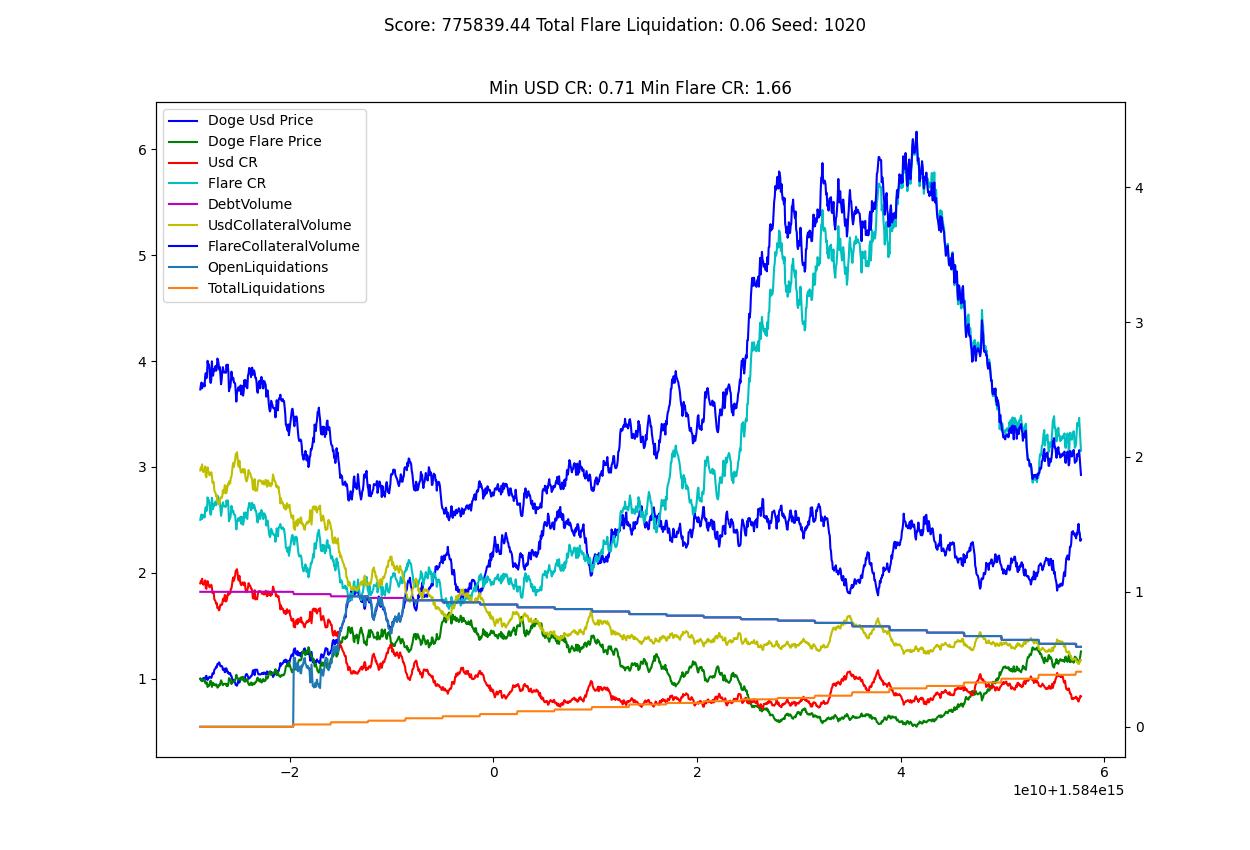 Score: 775839.44 Total Flare Liquidation: 0.06 Seed: 1020
Min USD CR: 0.71 Min Flare CR: 1.66
Doge Usd Price
Doge Flare Price
Usd CR
Flare CR
DebtVolume
UsdCollateralVolume
FlareCollateralVolume
OpenLiquidations
TotalLiquidations
6
5
4
3
2
1
4
3
2
1
0
−2
0
2
4
6
1e10+1.584e15